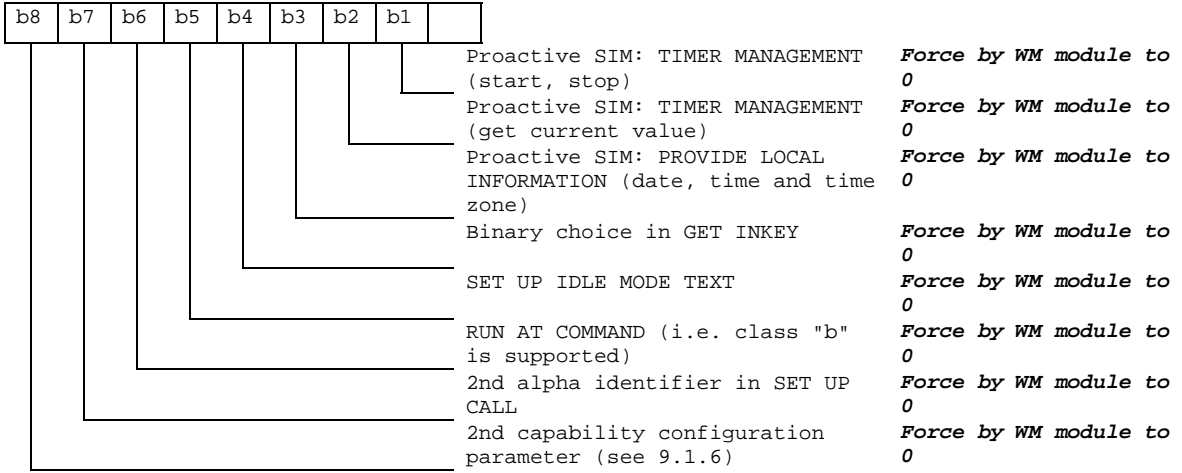 b8 b7 b6 b5 b4 b3 b2 b1
Proactive SIM: TIMER MANAGEMENT Force by WM module to
(start, stop) 0
Proactive SIM: TIMER MANAGEMENT Force by WM module to
(get current value) 0
Proactive SIM: PROVIDE LOCAL Force by WM module to
INFORMATION (date, time and time 0
zone)
Binary choice in GET INKEY Force by WM module to
0
SET UP IDLE MODE TEXT Force by WM module to
0
RUN AT COMMAND (i.e. class "b" Force by WM module to
is supported) 0
2nd alpha identifier in SET UP Force by WM module to
CALL 0
2nd capability configuration Force by WM module to
parameter (see 9.1.6) 0